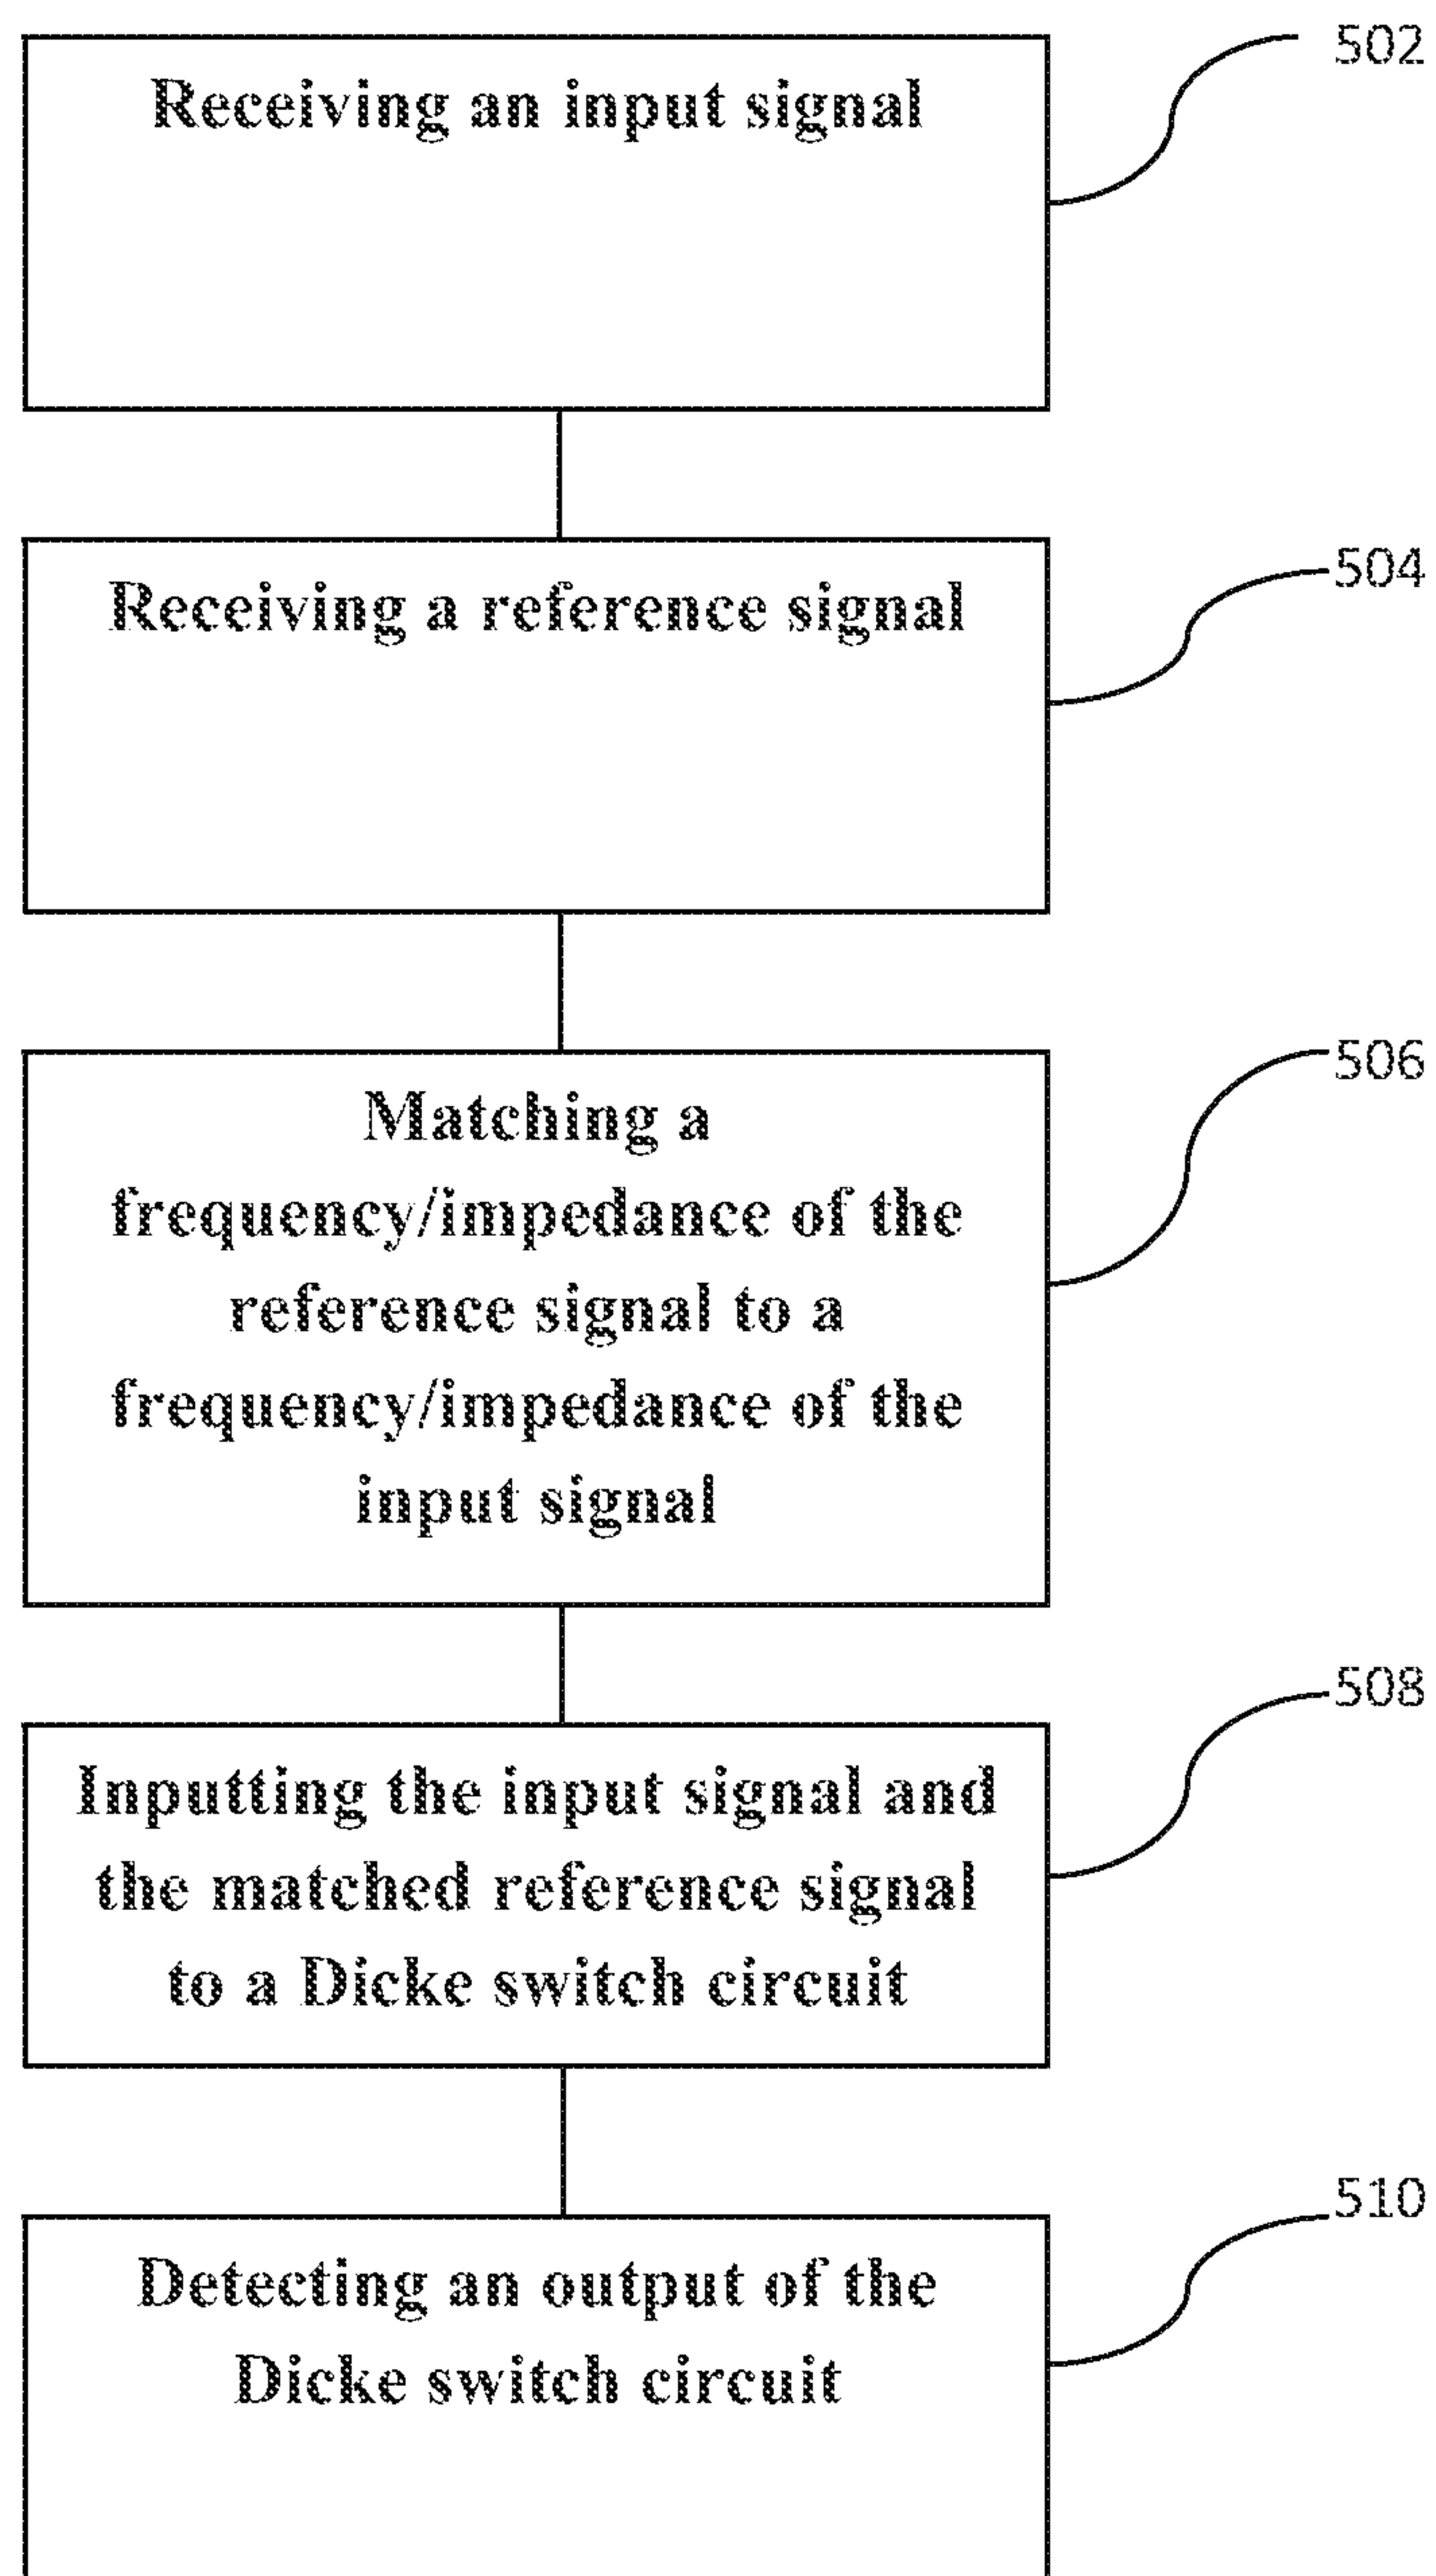 502
Receiving an input signal
504
Receiving a reference signal
506
Matching a
frequency/impedance of the
reference signal to a
frequency/impedance of the
input signal
508
Inputting the input signal and
the matched reference signal
to a Dicke switch circuit
510
Detecting an output of the
Dicke switch circuit